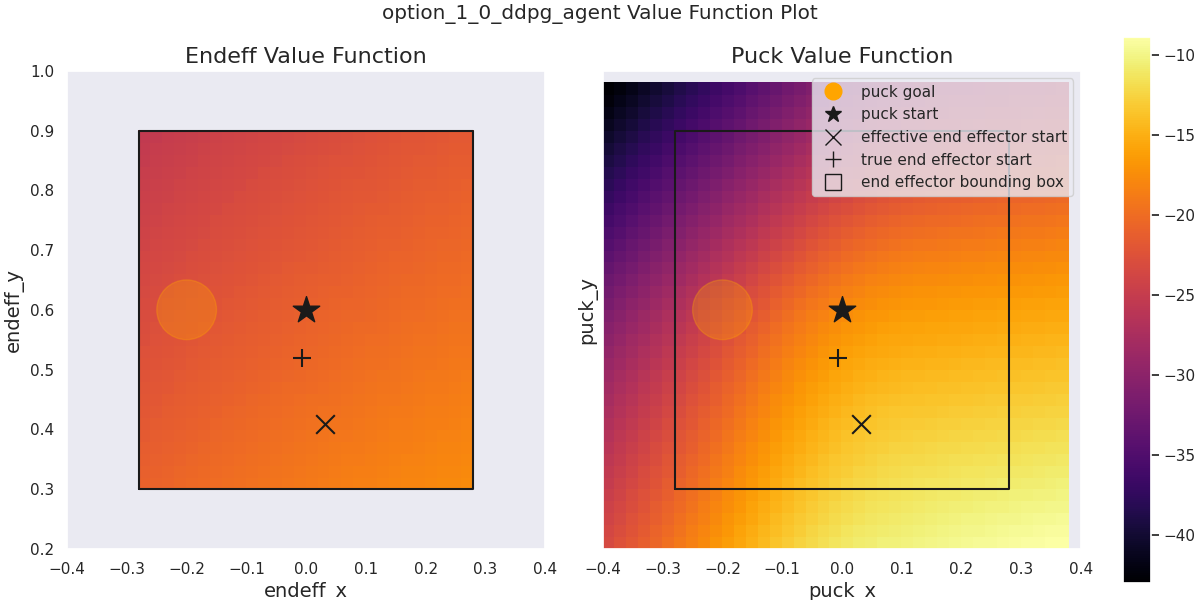 option_1_0_ddpg_agent Value Function Plot
Endeff Value Function
1.0
0.9
0.8
0.7
0.6
0.5
0.4
0.3
0.2
endeff_y
−0.4 −0.3 −0.2 −0.1 0.0 0.1 0.2 0.3 0.4
endeff_x
Puck Value Function
puck goal
puck start
effective end effector start
true end effector start
end effector bounding box
puck_y
−0.4 −0.3 −0.2 −0.1 0.0 0.1 0.2 0.3 0.4
puck_x
−10
−15
−20
−25
−30
−35
−40